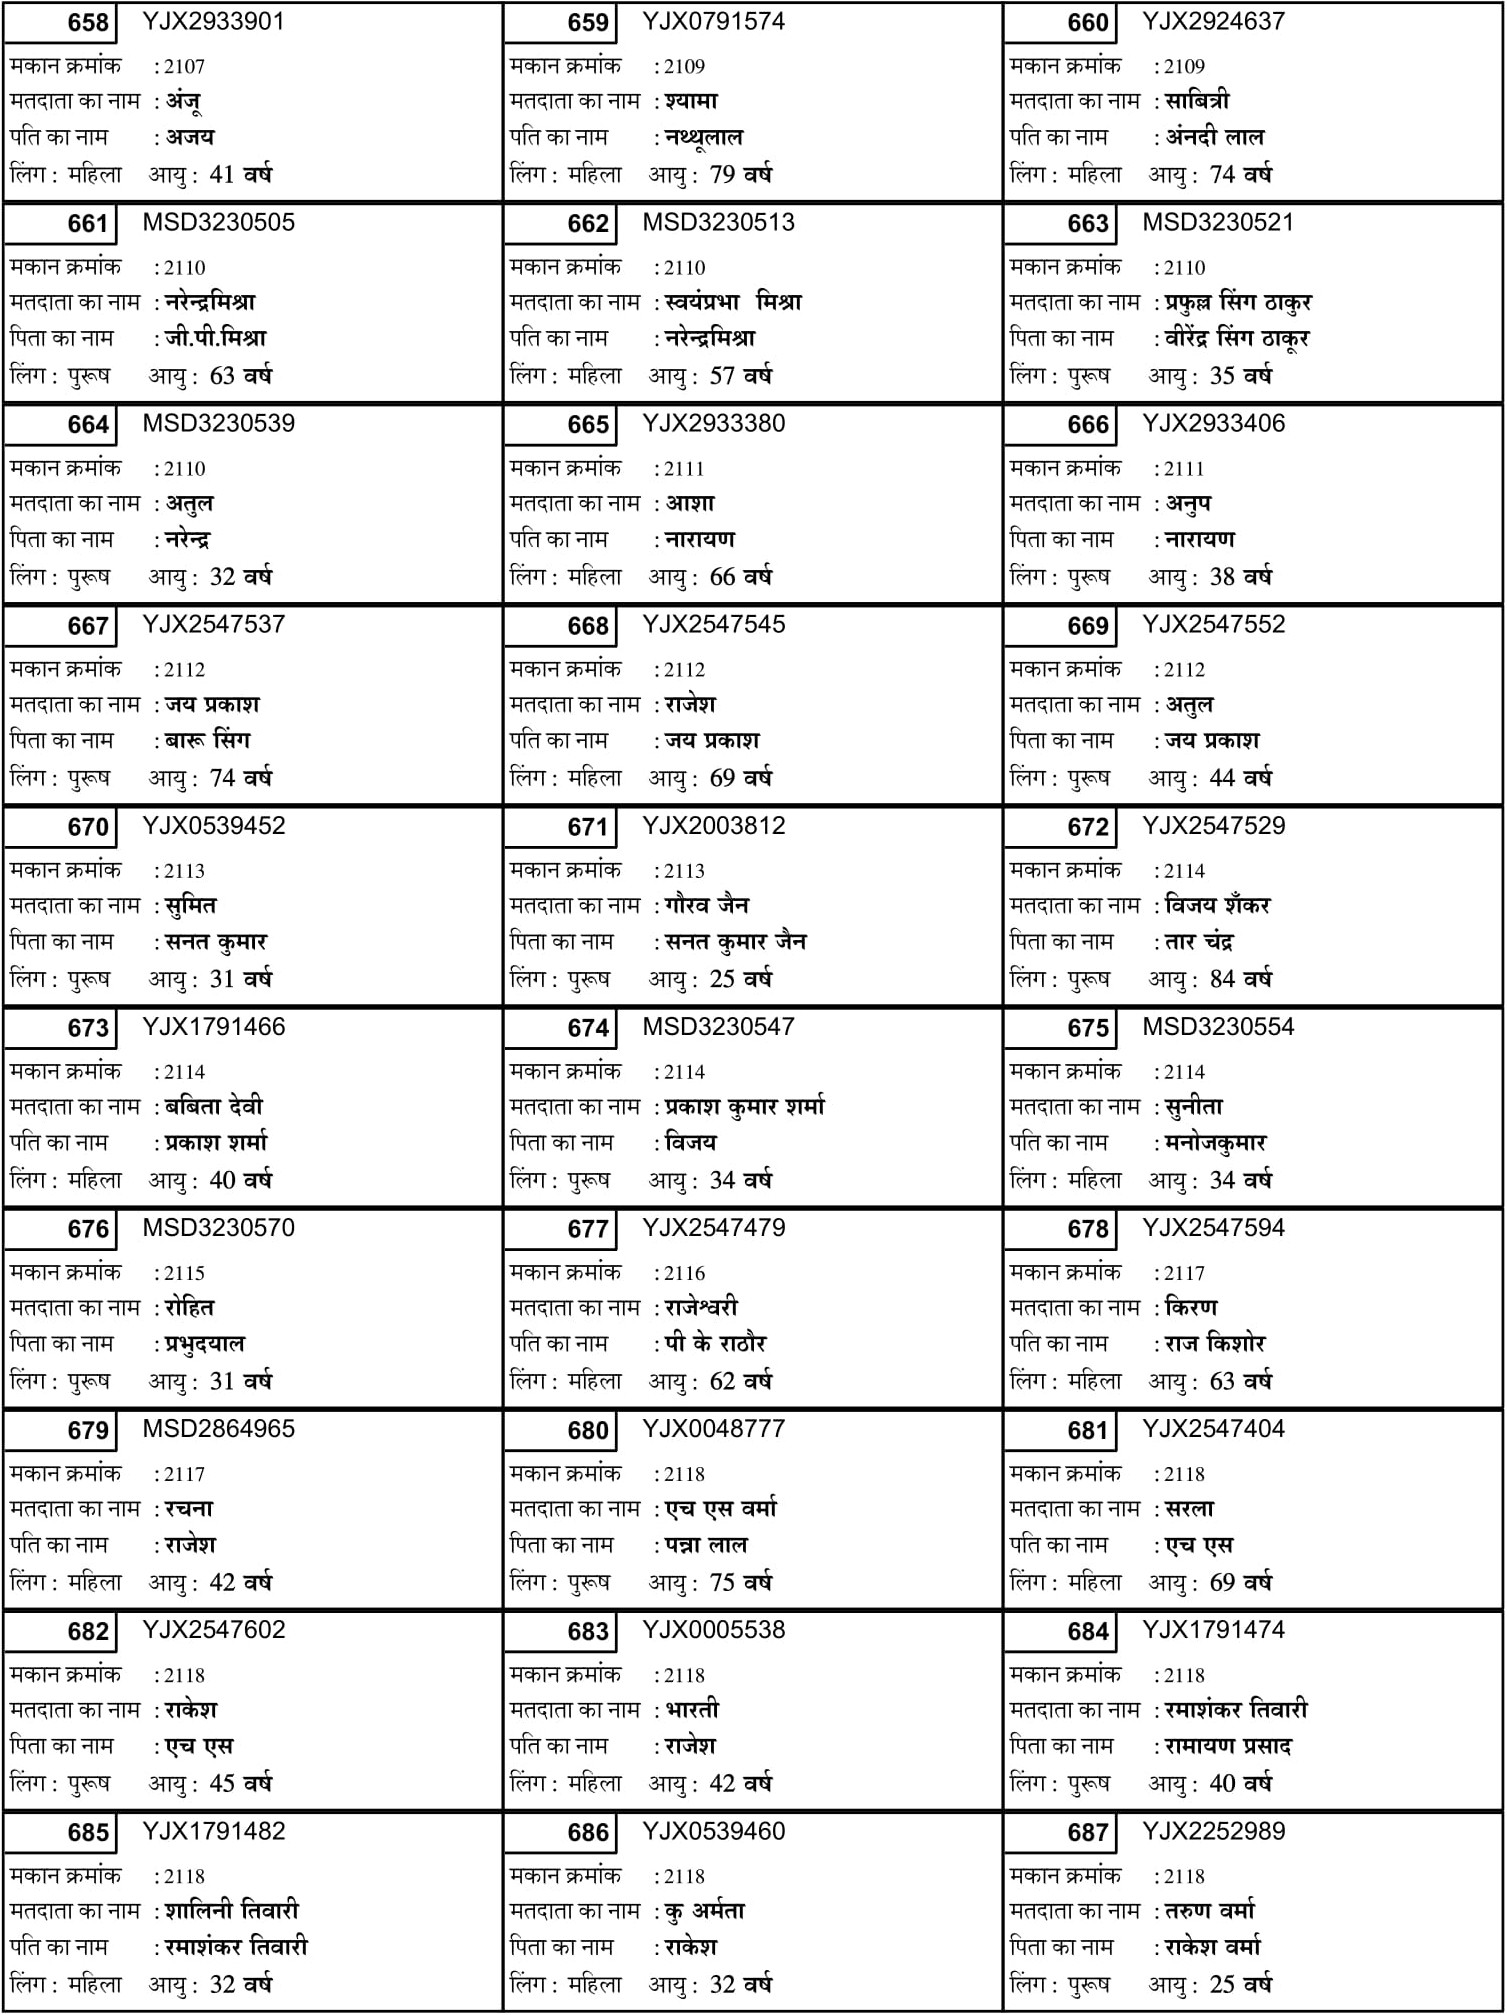 658 YJX2933901
मकान क्रमांक : 2107
मतदाता का नाम : अंजू
पति का नाम : अजय
लिंग : महिला आयु : 41 वर्ष
659 YJX0791574
मकान क्रमांक : 2109
मतदाता का नाम : श्यामा
पति का नाम : नथ्थूलाल
लिंग : महिला आयु : 79 वर्ष
660 YJX2924637
मकान क्रमांक : 2109
मतदाता का नाम : साबित्री
पति का नाम : अंनदी लाल
लिंग : महिला आयु : 74 वर्ष
661 MSD3230505
मकान क्रमांक : 2110
मतदाता का नाम : नरेन्द्रमिश्रा
पिता का नाम : जी.पी.मिश्रा
लिंग : पुरूष आयु : 63 वर्ष
662 MSD3230513
मकान क्रमांक : 2110
मतदाता का नाम : स्वयंप्रभा मिश्रा
पति का नाम : नरेन्द्रमिश्रा
लिंग : महिला आयु : 57 वर्ष
663 MSD3230521
मकान क्रमांक : 2110
मतदाता का नाम : प्रफुल्ल सिंग ठाकुर
पिता का नाम : वीरेंद्र सिंग ठाकूर
लिंग : पुरूष आयु : 35 वर्ष
664 MSD3230539
मकान क्रमांक : 2110
मतदाता का नाम : अतुल
पिता का नाम : नरेन्द्र
लिंग : पुरूष आयु : 32 वर्ष
665 YJX2933380
मकान क्रमांक : 2111
मतदाता का नाम : आशा
पति का नाम : नारायण
लिंग : महिला आयु : 66 वर्ष
666 YJX2933406
मकान क्रमांक : 2111
मतदाता का नाम : अनुप
पिता का नाम : नारायण
लिंग : पुरूष आयु : 38 वर्ष
667 YJX2547537
मकान क्रमांक : 2112
मतदाता का नाम : जय प्रकाश
पिता का नाम : बारू सिंग
लिंग : पुरूष आयु : 74 वर्ष
668 YJX2547545
मकान क्रमांक : 2112
मतदाता का नाम : राजेश
पति का नाम : जय प्रकाश
लिंग : महिला आयु : 69 वर्ष
669 YJX2547552
मकान क्रमांक : 2112
मतदाता का नाम : अतुल
पिता का नाम : जय प्रकाश
लिंग : पुरूष आयु : 44 वर्ष
670 YJX0539452
मकान क्रमांक : 2113
मतदाता का नाम : सुमित
पिता का नाम : सनत कुमार
लिंग : पुरूष आयु : 31 वर्ष
671 YJX2003812
मकान क्रमांक : 2113
मतदाता का नाम : गौरव जैन
पिता का नाम : सनत कुमार जैन
लिंग : पुरूष आयु : 25 वर्ष
672 YJX2547529
मकान क्रमांक : 2114
मतदाता का नाम : विजय शँकर
पिता का नाम : तार चंद्र
लिंग : पुरूष आयु : 84 वर्ष
673 YJX1791466
मकान क्रमांक : 2114
मतदाता का नाम : बबिता देवी
पति का नाम : प्रकाश शर्मा
लिंग : महिला आयु : 40 वर्ष
674 MSD3230547
मकान क्रमांक : 2114
मतदाता का नाम : प्रकाश कुमार शर्मा
पिता का नाम : विजय
लिंग : पुरूष आयु : 34 वर्ष
675 MSD3230554
मकान क्रमांक : 2114
मतदाता का नाम : सुनीता
पति का नाम : मनोजकुमार
लिंग : महिला आयु : 34 वर्ष
676 MSD3230570
मकान क्रमांक : 2115
मतदाता का नाम : रोहित
पिता का नाम : प्रभुदयाल
लिंग : पुरूष आयु : 31 वर्ष
677 YJX2547479
मकान क्रमांक : 2116
मतदाता का नाम : राजेश्वरी
पति का नाम : पी के राठौर
लिंग : महिला आयु : 62 वर्ष
678 YJX2547594
मकान क्रमांक : 2117
मतदाता का नाम : किरण
पति का नाम : राज किशोर
लिंग : महिला आयु : 63 वर्ष
679 MSD2864965
मकान क्रमांक : 2117
मतदाता का नाम : रचना
पति का नाम : राजेश
लिंग : महिला आयु : 42 वर्ष
680 YJX0048777
मकान क्रमांक : 2118
मतदाता का नाम : एच एस वर्मा
पिता का नाम : पन्ना लाल
लिंग : पुरूष आयु : 75 वर्ष
681 YJX2547404
मकान क्रमांक : 2118
मतदाता का नाम : सरला
पति का नाम : एच एस
लिंग : महिला आयु : 69 वर्ष
682 YJX2547602
मकान क्रमांक : 2118
मतदाता का नाम : राकेश
पिता का नाम : एच एस
लिंग : पुरूष आयु : 45 वर्ष
683 YJX0005538
मकान क्रमांक : 2118
मतदाता का नाम : भारती
पति का नाम : राजेश
लिंग : महिला आयु : 42 वर्ष
684 YJX1791474
मकान क्रमांक : 2118
मतदाता का नाम : रमाशंकर तिवारी
पिता का नाम : रामायण प्रसाद
लिंग : पुरूष आयु : 40 वर्ष
685 YJX1791482
मकान क्रमांक : 2118
मतदाता का नाम : शालिनी तिवारी
पति का नाम : रमाशंकर तिवारी
लिंग : महिला आयु : 32 वर्ष
686 YJX0539460
मकान क्रमांक : 2118
मतदाता का नाम : कु अर्मता
पिता का नाम : राकेश
लिंग : महिला आयु : 32 वर्ष
687 YJX2252989
मकान क्रमांक : 2118
मतदाता का नाम : तरुण वर्मा
पिता का नाम : राकेश वर्मा
लिंग : पुरूष आयु : 25 वर्ष